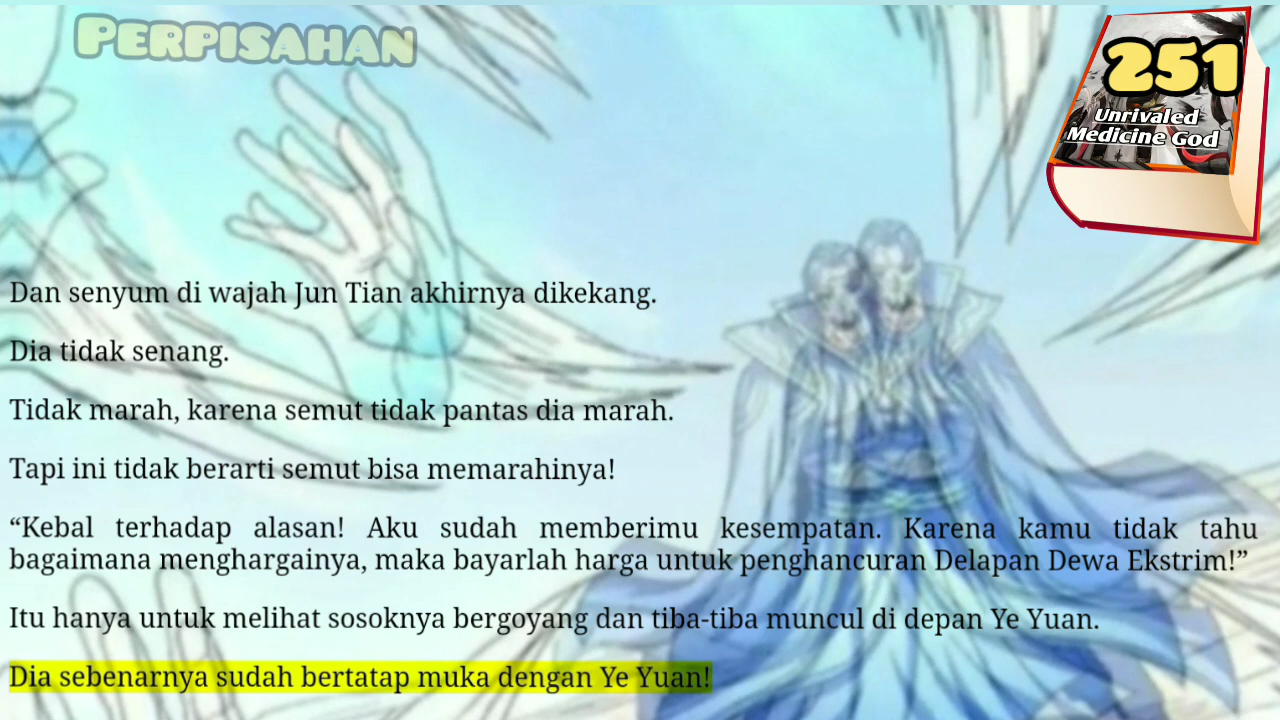 PERPISAHAN
251
Unrivaled
Medicine God
Dan senyum di wajah Jun Tian akhirnya dikekang.
Dia tidak senang.
Tidak marah, karena semut tidak pantas dia marah.
Tapi ini tidak berarti semut bisa memarahinya!
“Kebal terhadap alasan! Aku sudah memberimu kesempatan. Karena kamu tidak tahu
bagaimana menghargainya, maka bayarlah harga untuk penghancuran Delapan Dewa Ekstrim!”
Itu hanya untuk melihat sosoknya bergoyang dan tiba-tiba muncul di depan Ye Yuan.
Dia sebenarnya sudah bertatap muka dengan Ye Yuan!